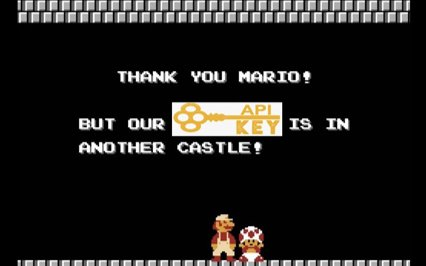 THANK YOU MARIO!
BUT OUR API KEY IS IN
ANOTHER CASTLE!